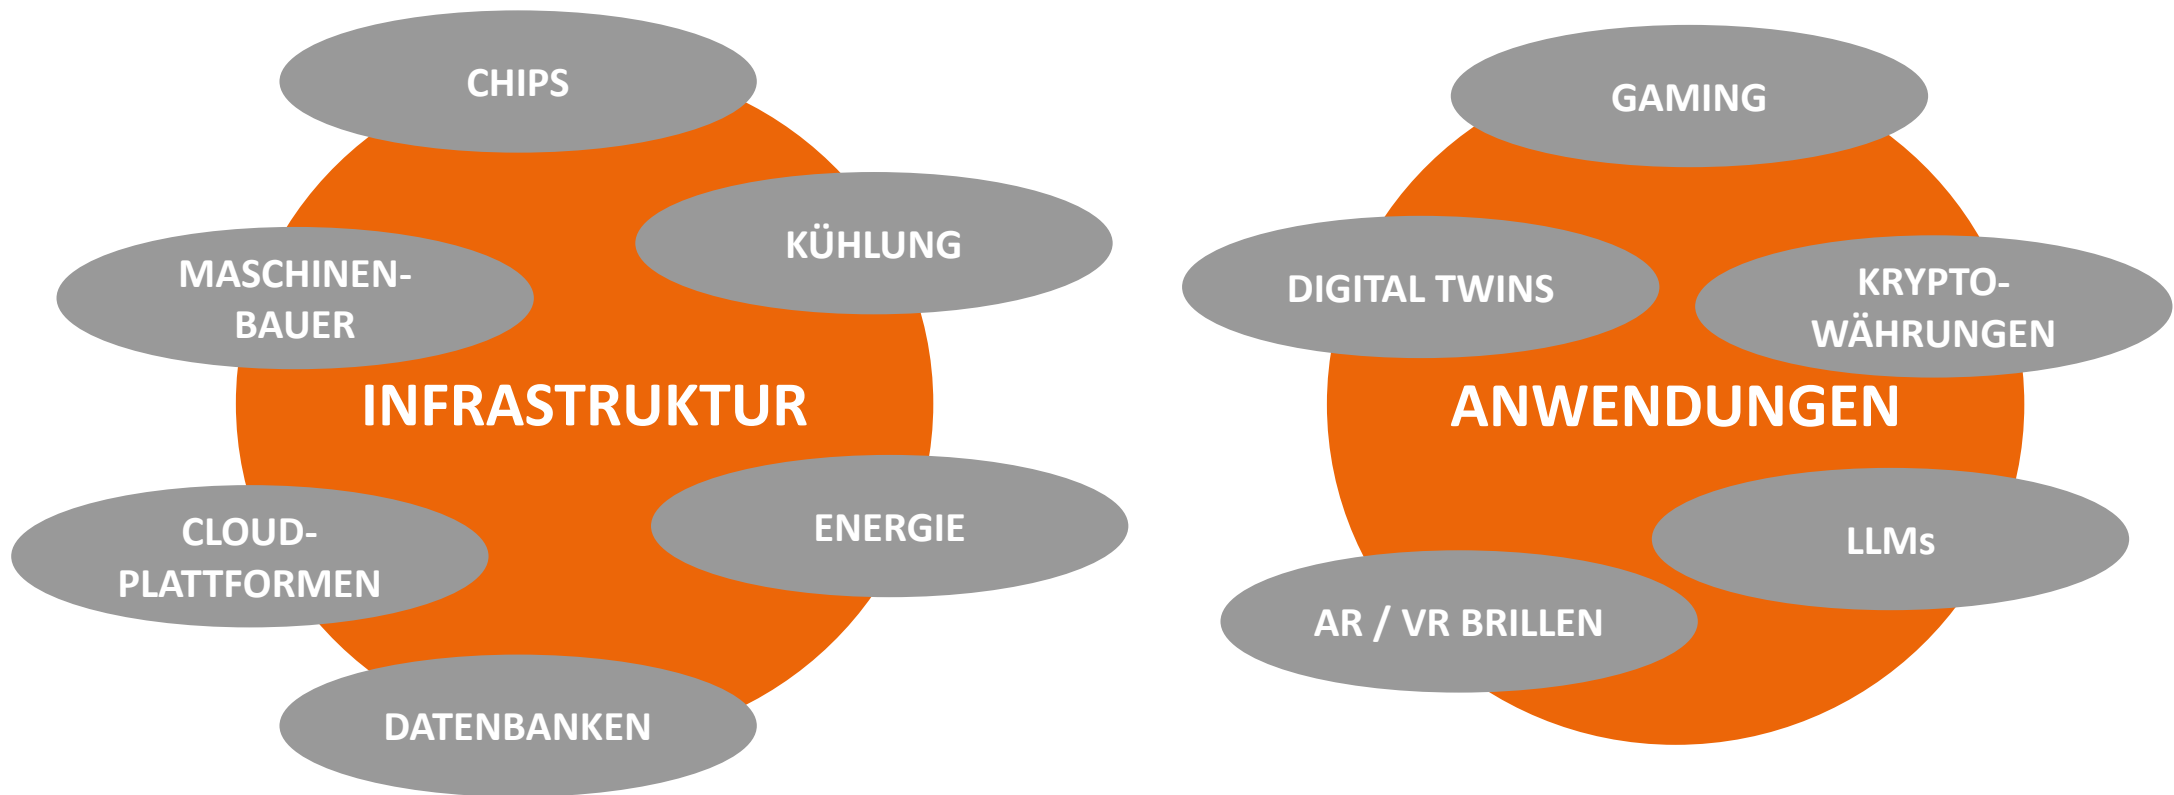 CHIPS
KÜHLUNG
MASCHINEN-
BAUER
INFRASTRUKTUR
CLOUD-
PLATTFORMEN
ENERGIE
DATENBANKEN
GAMING
DIGITAL TWINS
KRYPTO-
WÄHRUNGEN
ANWENDUNGEN
LLMs
AR / VR BRILLEN